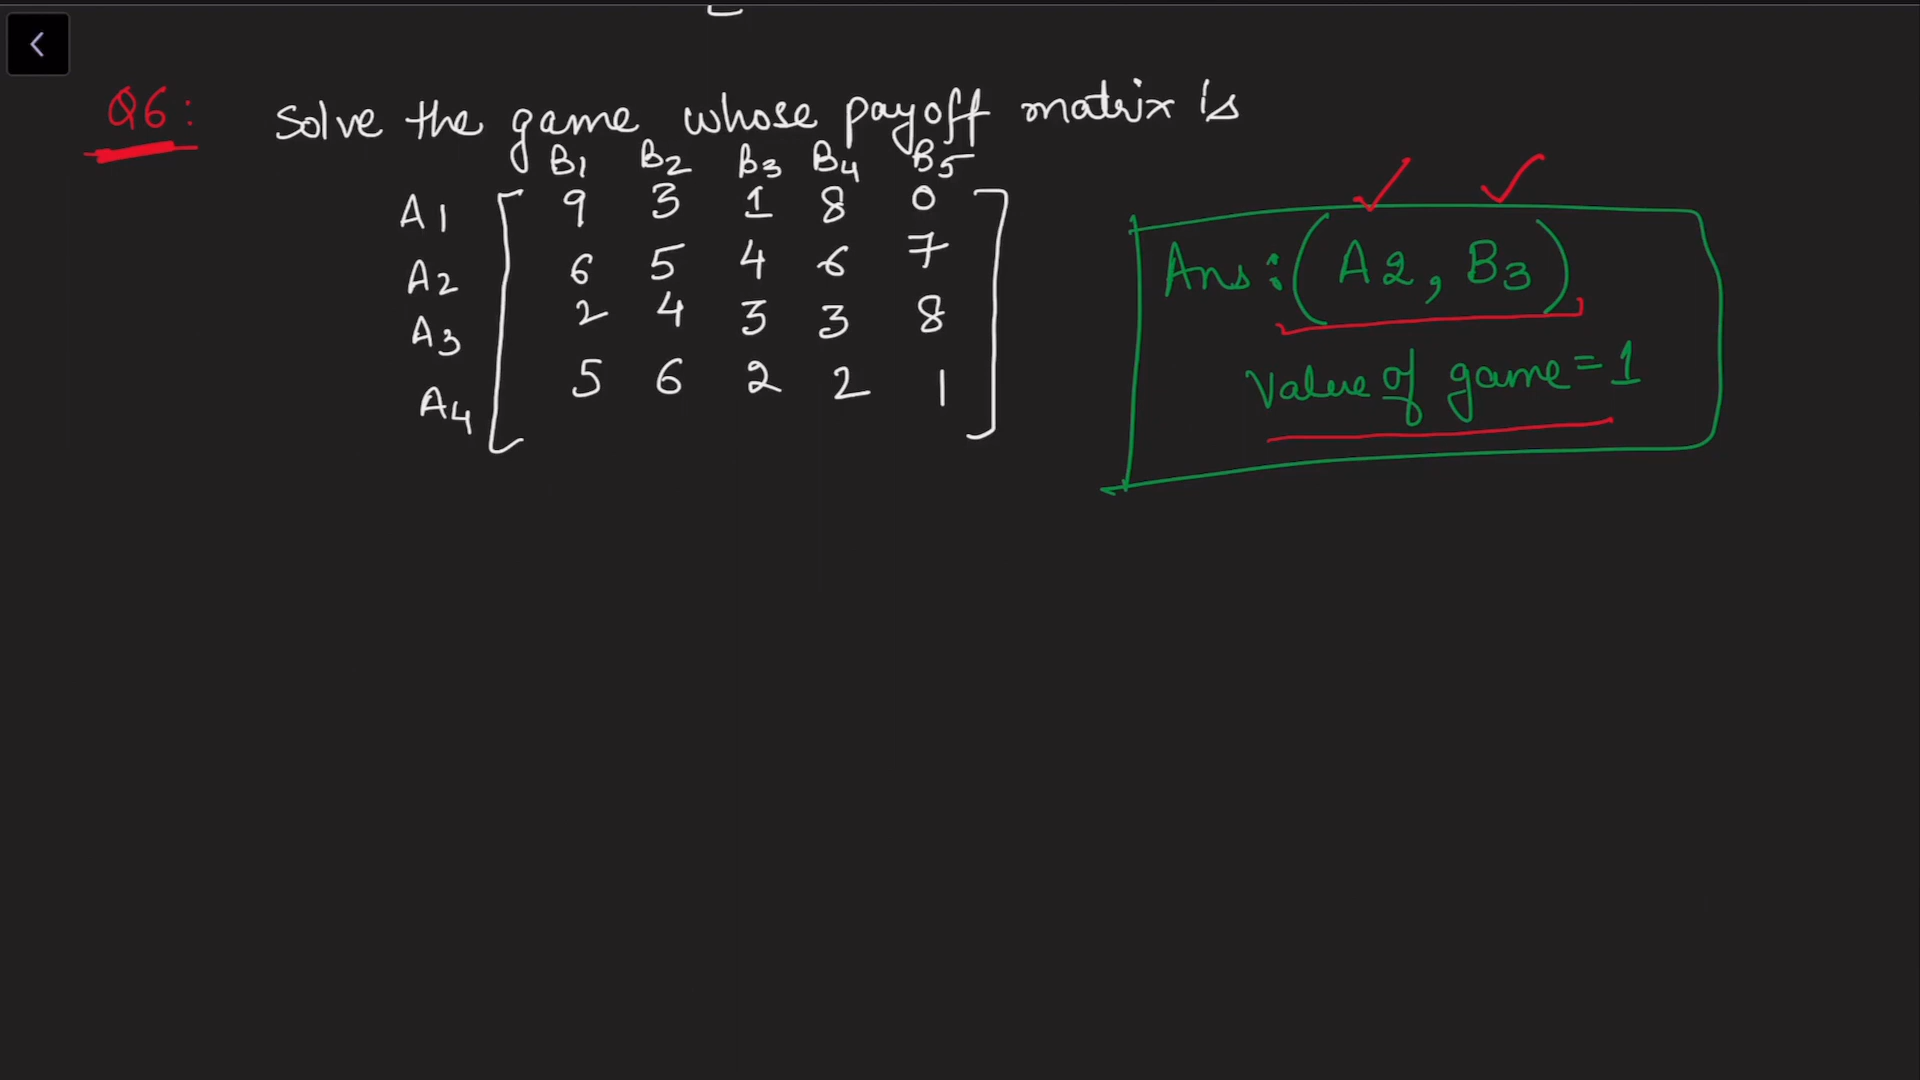 Q6: Solve the game whose payoff matrix is
B1 B2 B3 B4 B5
A1 9 3 1 8 0
A2 6 5 4 6 7
A3 2 4 3 3 8
A4 5 6 2 2 1
Ans: (A2, B3)
Value of game = 1